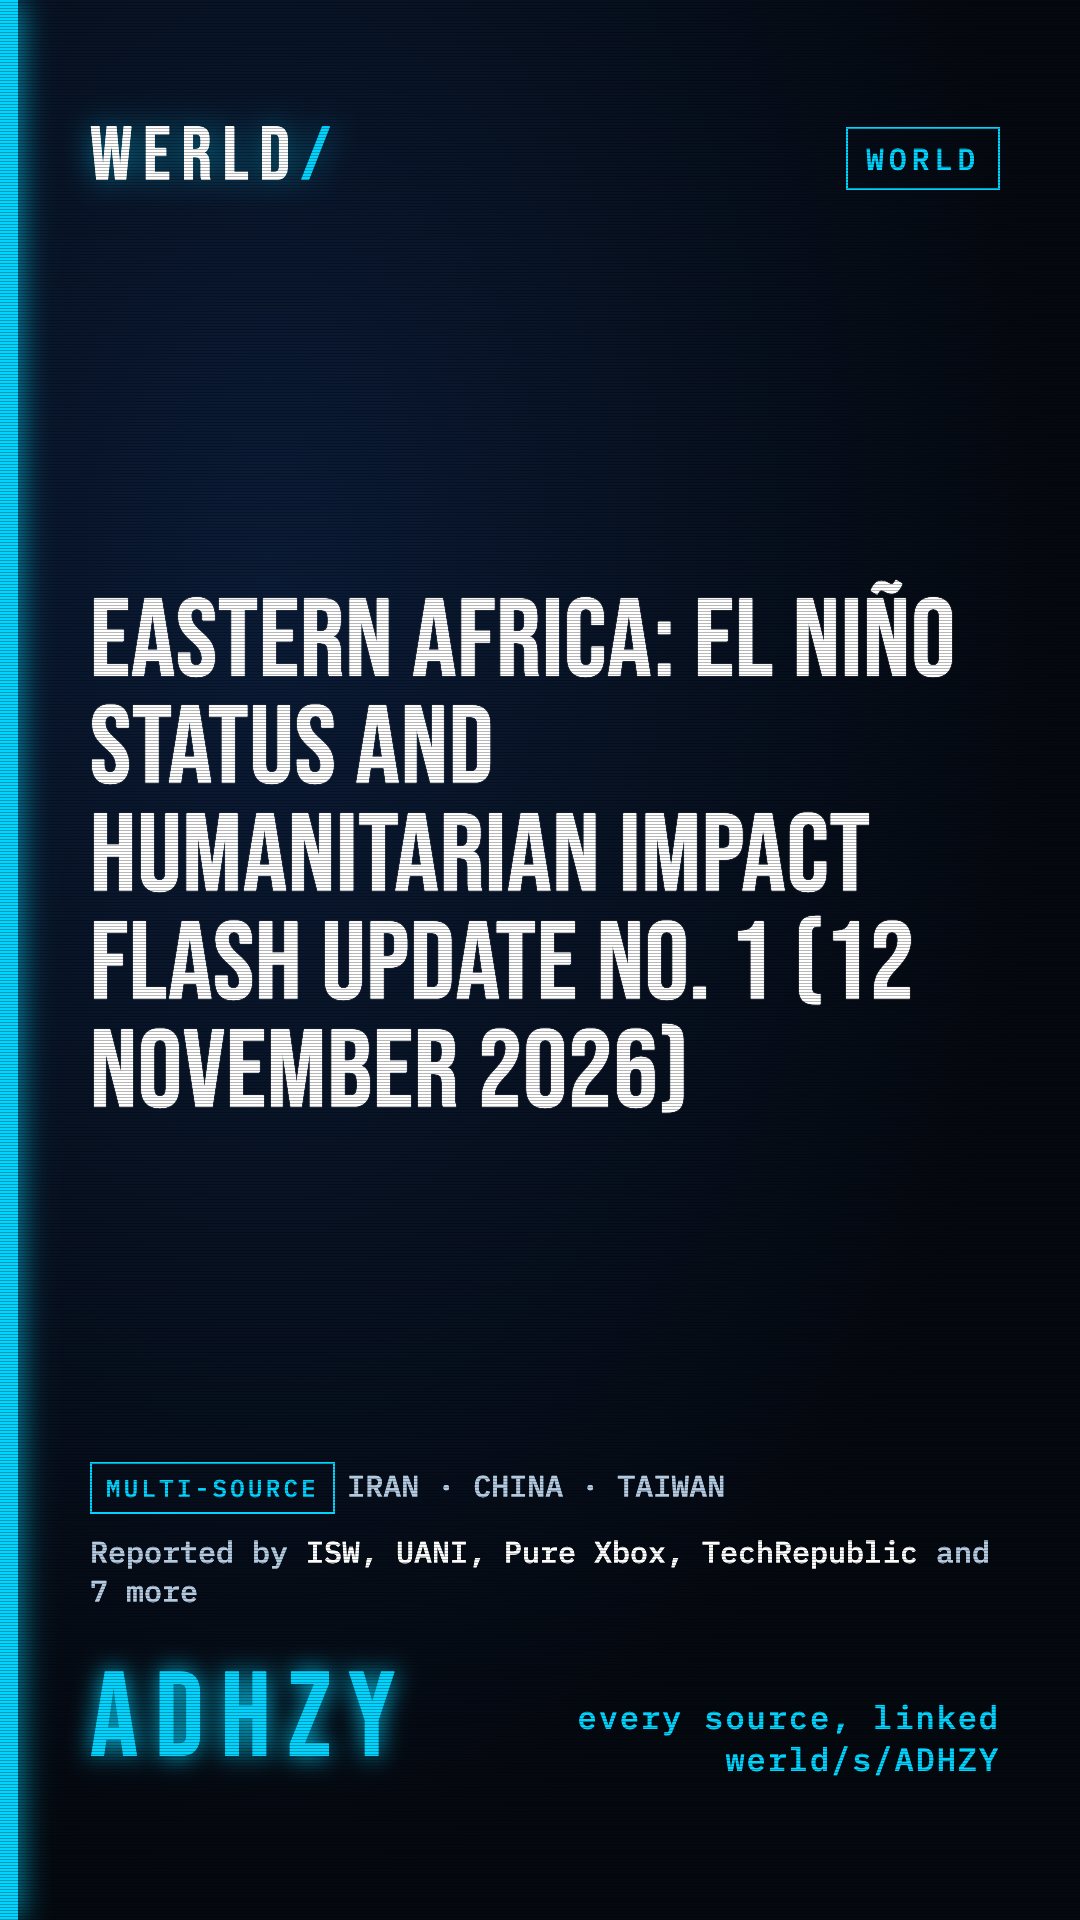 WERLD/
WORLD
EASTERN AFRICA: EL NIÑO
STATUS AND
HUMANITARIAN IMPACT
FLASH UPDATE NO. 1 (12
NOVEMBER 2026)
MULTI-SOURCE IRAN · CHINA · TAIWAN
Reported by ISW, UANI, Pure Xbox, TechRepublic and
7 more
ADHZY
every source, linked
werld/s/ADHZY